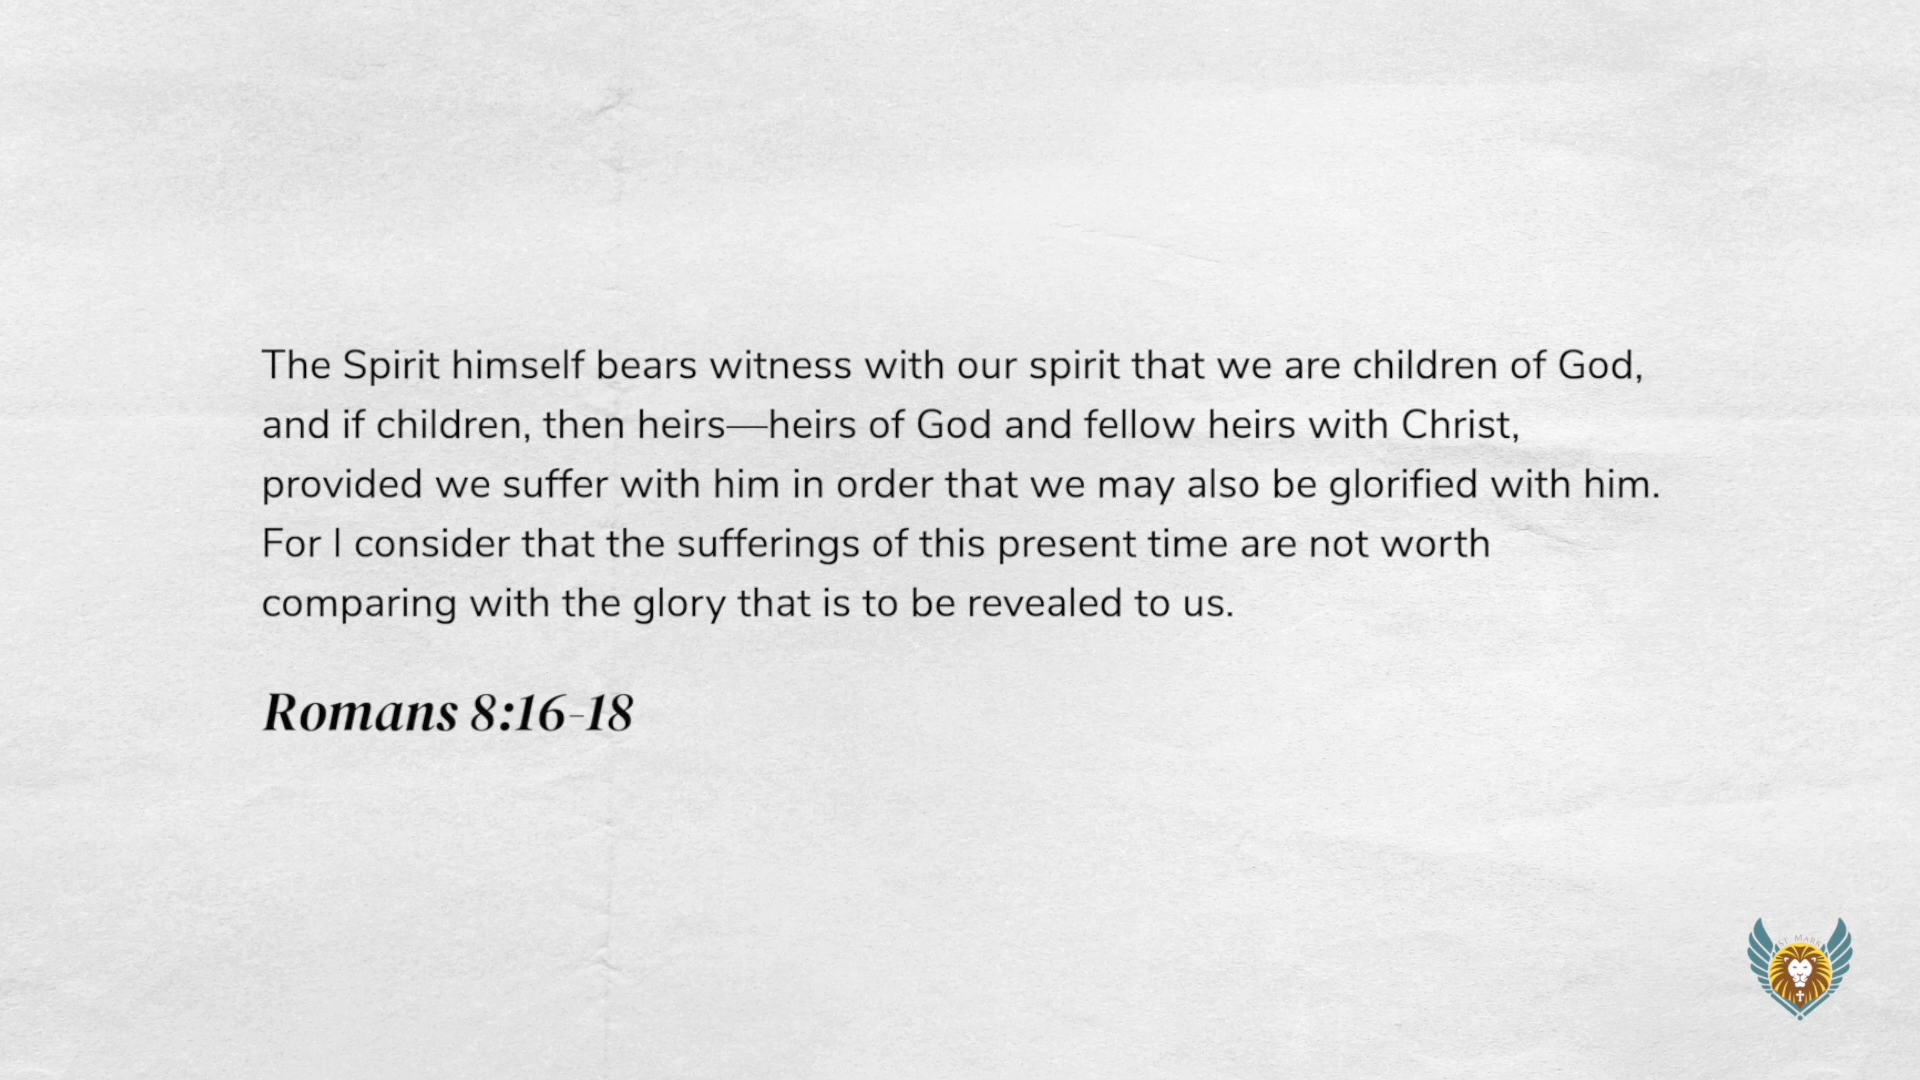 The Spirit himself bears witness with our spirit that we are children of God,
and if children, then heirs—heirs of God and fellow heirs with Christ,
provided we suffer with him in order that we may also be glorified with him.
For I consider that the sufferings of this present time are not worth
comparing with the glory that is to be revealed to us.
Romans 8:16-18
ST. MARK